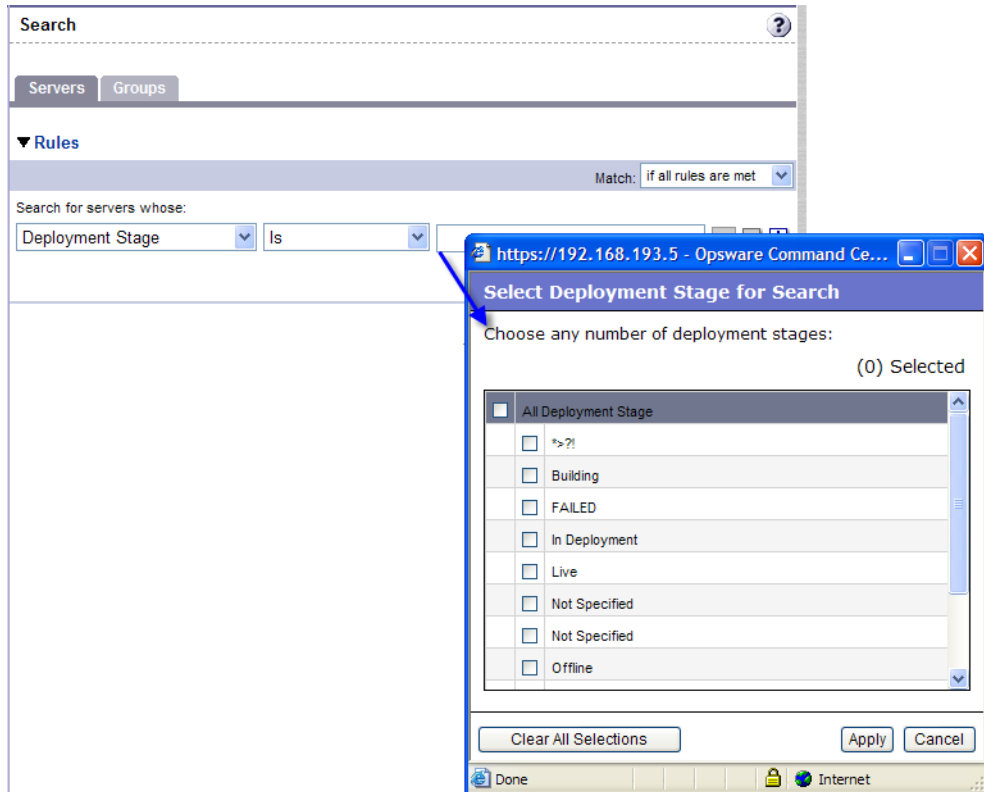 Search
?
Servers Groups
Rules
Match: if all rules are met
Search for servers whose:
Deployment Stage Is
https://192.168.193.5 - Opsware Command Ce...
Select Deployment Stage for Search
Choose any number of deployment stages:
(0) Selected
All Deployment Stage
*>?!
Building
FAILED
In Deployment
Live
Not Specified
Not Specified
Offline
Clear All Selections Apply Cancel
Done Internet